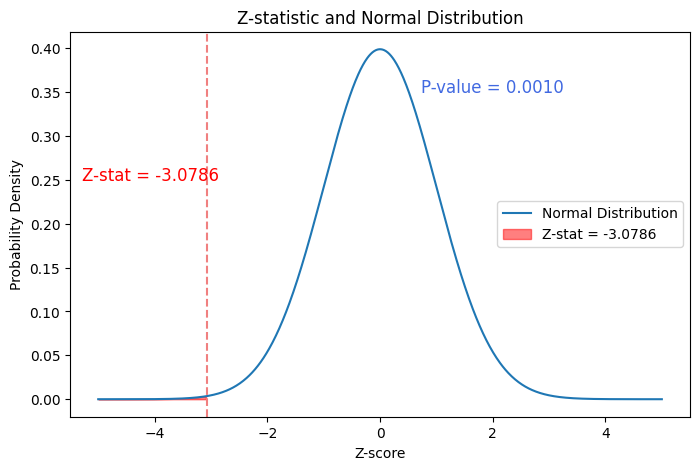 Z-statistic and Normal Distribution
0.40
0.35
0.30
0.25
0.20
0.15
0.10
0.05
0.00
Probability Density
P-value = 0.0010
Z-stat = -3.0786
Normal Distribution
Z-stat = -3.0786
−4 −2 0 2 4
Z-score